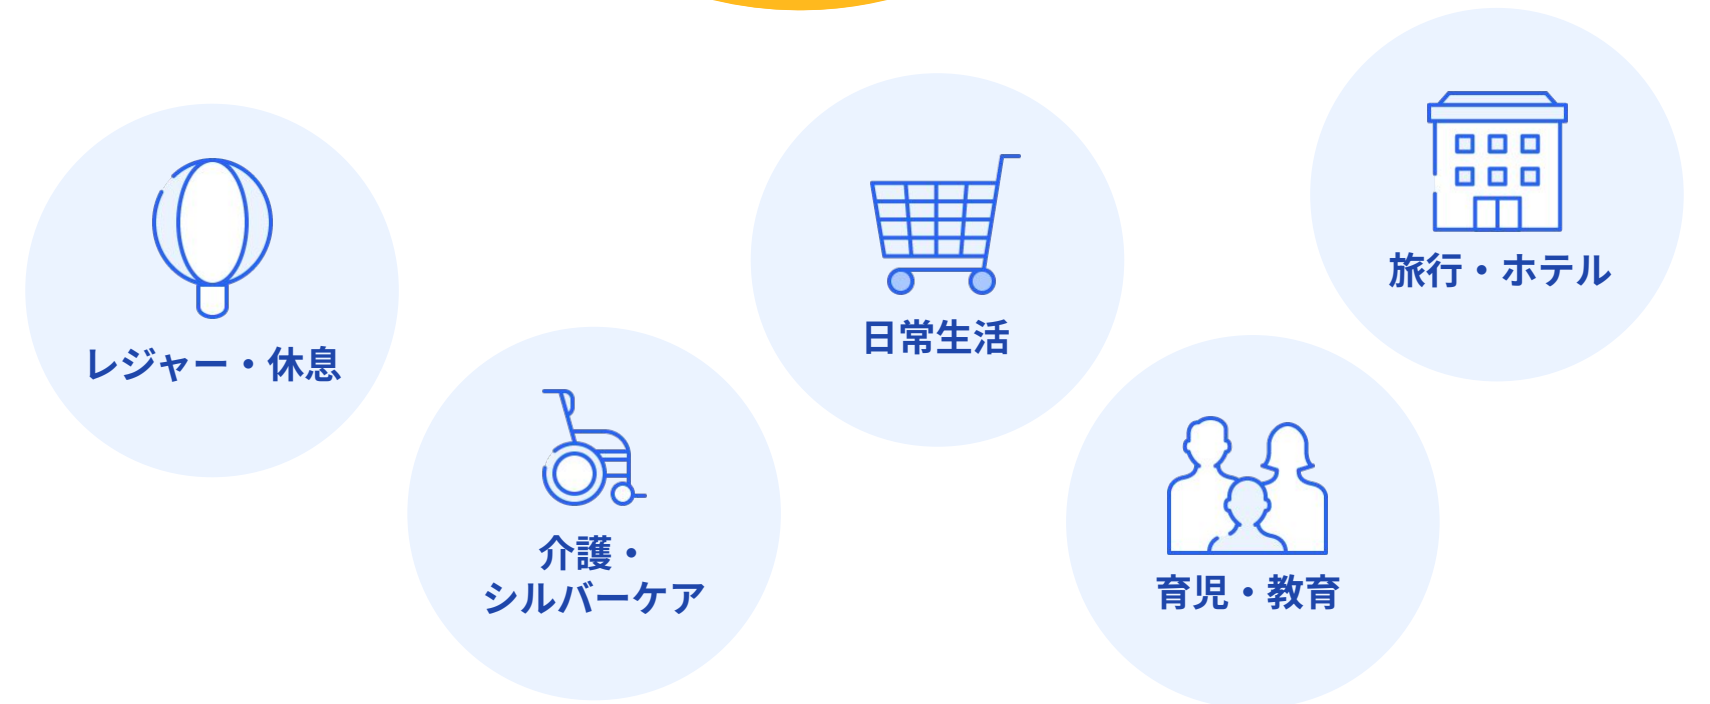 レジャー・休息
介護・
シルバーケア
日常生活
育児・教育
旅行・ホテル